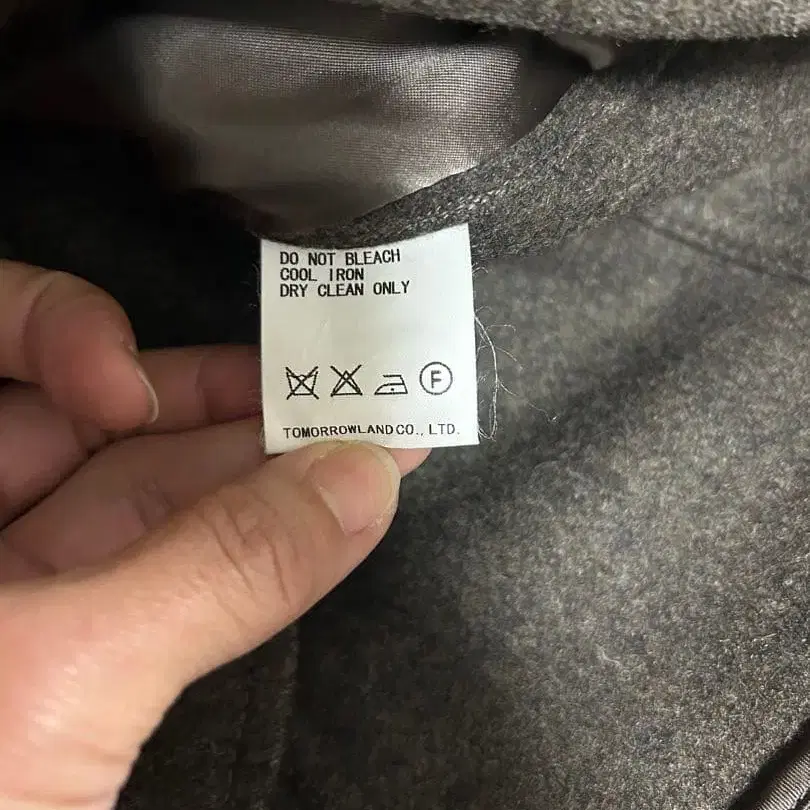 DO NOT BLEACH
COOL IRON
DRY CLEAN ONLY
F
TOMORROWLAND CO., LTD.